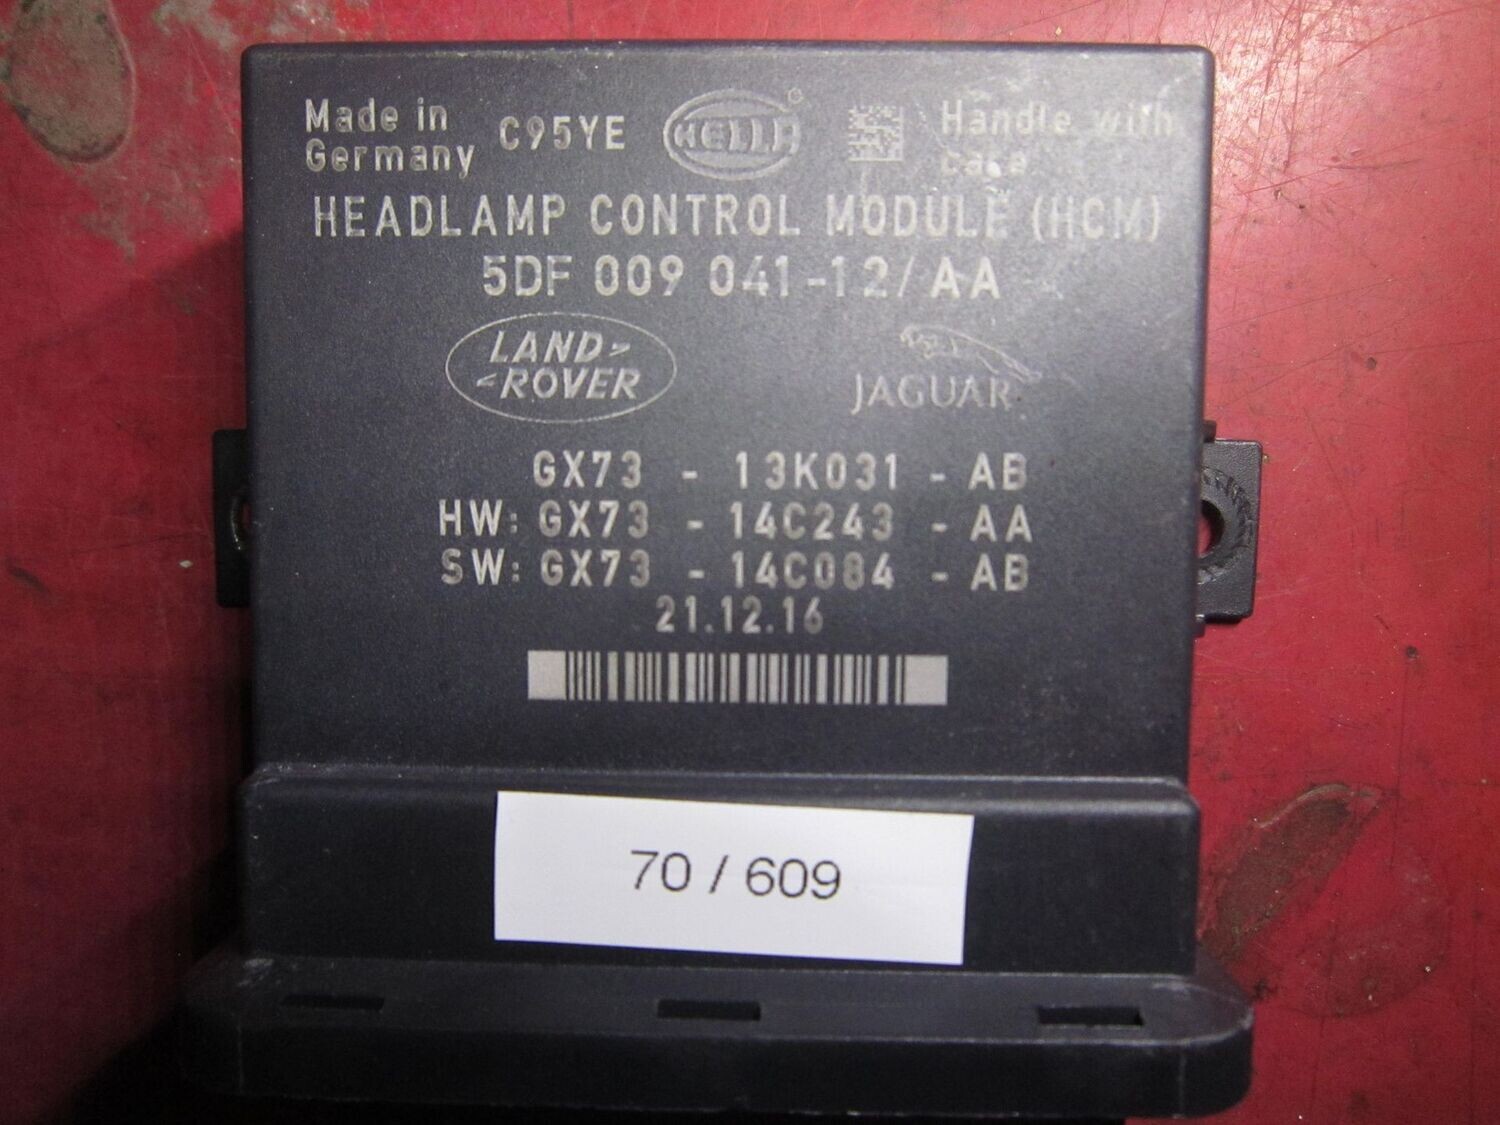 Made in
Germany
C95YE
HELLA®
Handle with
care
HEADLAMP CONTROL MODULE (HCM)
5DF 009 041-12/AA
LAND-
-ROVER
JAGUAR
GX73 - 13K031 - AB
HW: GX73 - 14C243 - AA
SW: GX73 - 14C084 - AB
21.12.16
70 / 609